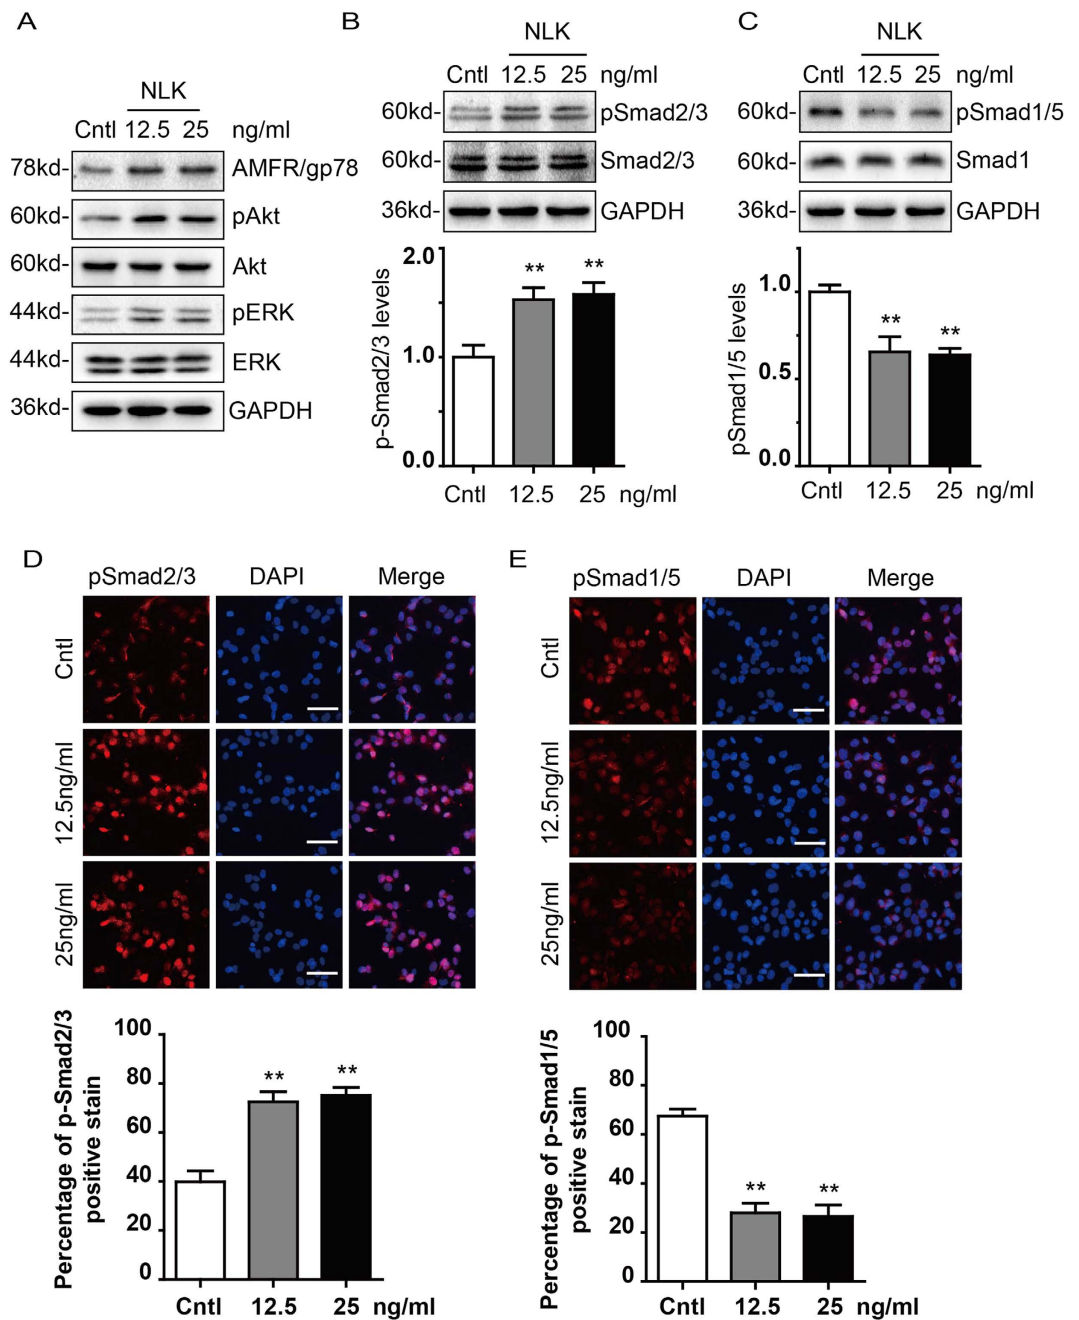 A
NLK
Cntl 12.5 25 ng/ml
78kd- AMFR/gp78
60kd- pAkt
60kd- Akt
44kd- pERK
44kd- ERK
36kd- GAPDH
B
NLK
Cntl 12.5 25 ng/ml
60kd- pSmad2/3
60kd- Smad2/3
36kd- GAPDH
p-Smad2/3 levels
2.0
1.0
0.0
** **
Cntl 12.5 25 ng/ml
C
NLK
Cntl 12.5 25 ng/ml
60kd- pSmad1/5
60kd- Smad1
36kd- GAPDH
pSmad1/5 levels
1.0
0.5
0.0
** **
Cntl 12.5 25 ng/ml
D
pSmad2/3 DAPI Merge
Cntl
12.5ng/ml
25ng/ml
Percentage of p-Smad2/3
positive stain
100
80
60
40
20
0
** **
Cntl 12.5 25 ng/ml
E
pSmad1/5 DAPI Merge
Cntl
12.5ng/ml
25ng/ml
Percentage of p-Smad1/5
positive stain
100
80
60
40
20
0
** **
Cntl 12.5 25 ng/ml